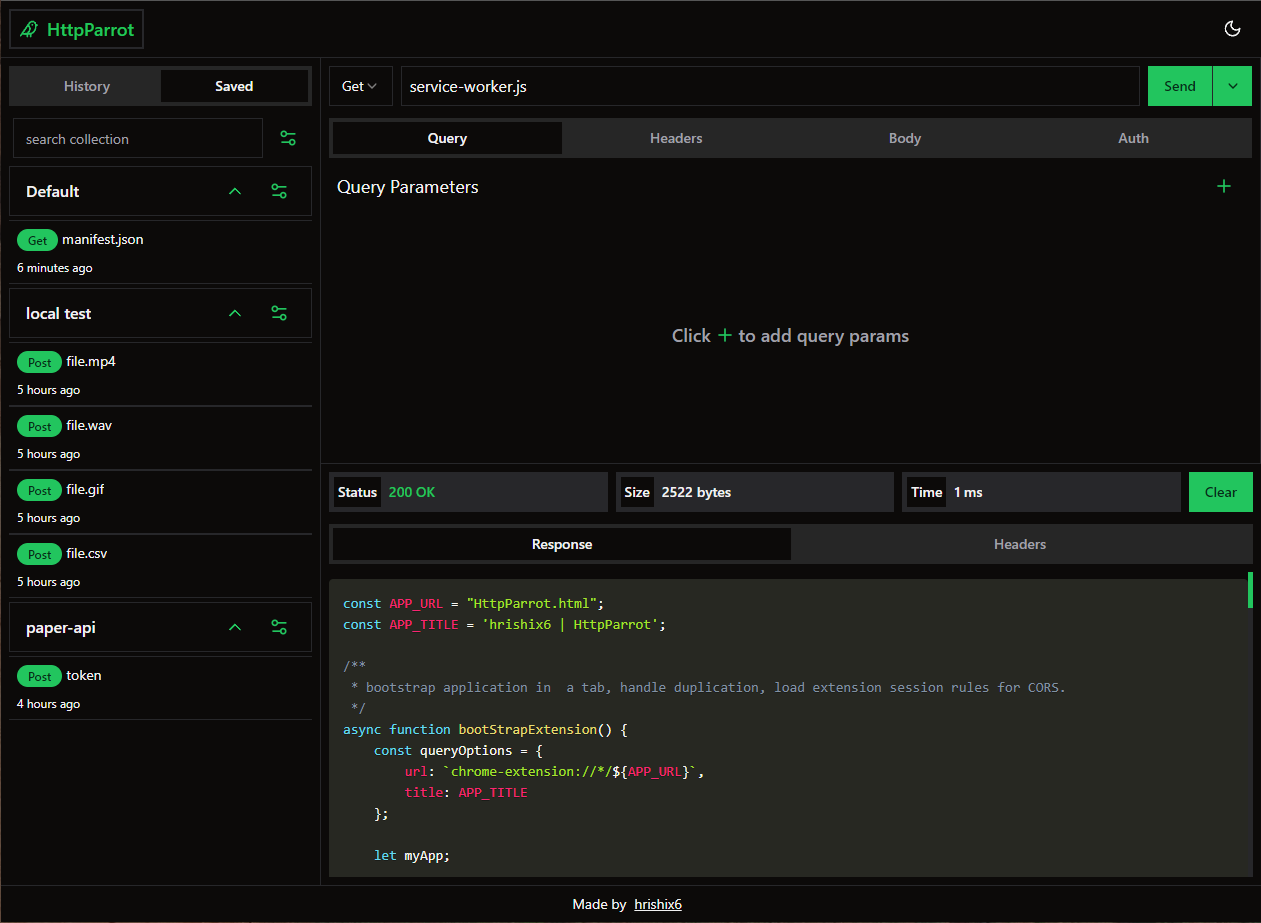 HttpParrot
History Saved
search collection
Default
Get manifest.json
6 minutes ago
local test
Post file.mp4
5 hours ago
Post file.wav
5 hours ago
Post file.gif
5 hours ago
Post file.csv
5 hours ago
paper-api
Post token
4 hours ago
Get service-worker.js Send
Query Headers Body Auth
Query Parameters +
Click + to add query params
Status 200 OK Size 2522 bytes Time 1 ms Clear
Response Headers
const APP_URL = "HttpParrot.html";
const APP_TITLE = 'hrishix6 | HttpParrot';
/**
 * bootstrap application in  a tab, handle duplication, load extension session rules for CORS.
 */
async function bootStrapExtension() {
    const queryOptions = {
        url: `chrome-extension://*/${APP_URL}`,
        title: APP_TITLE
    };
    let myApp;
Made by hrishix6